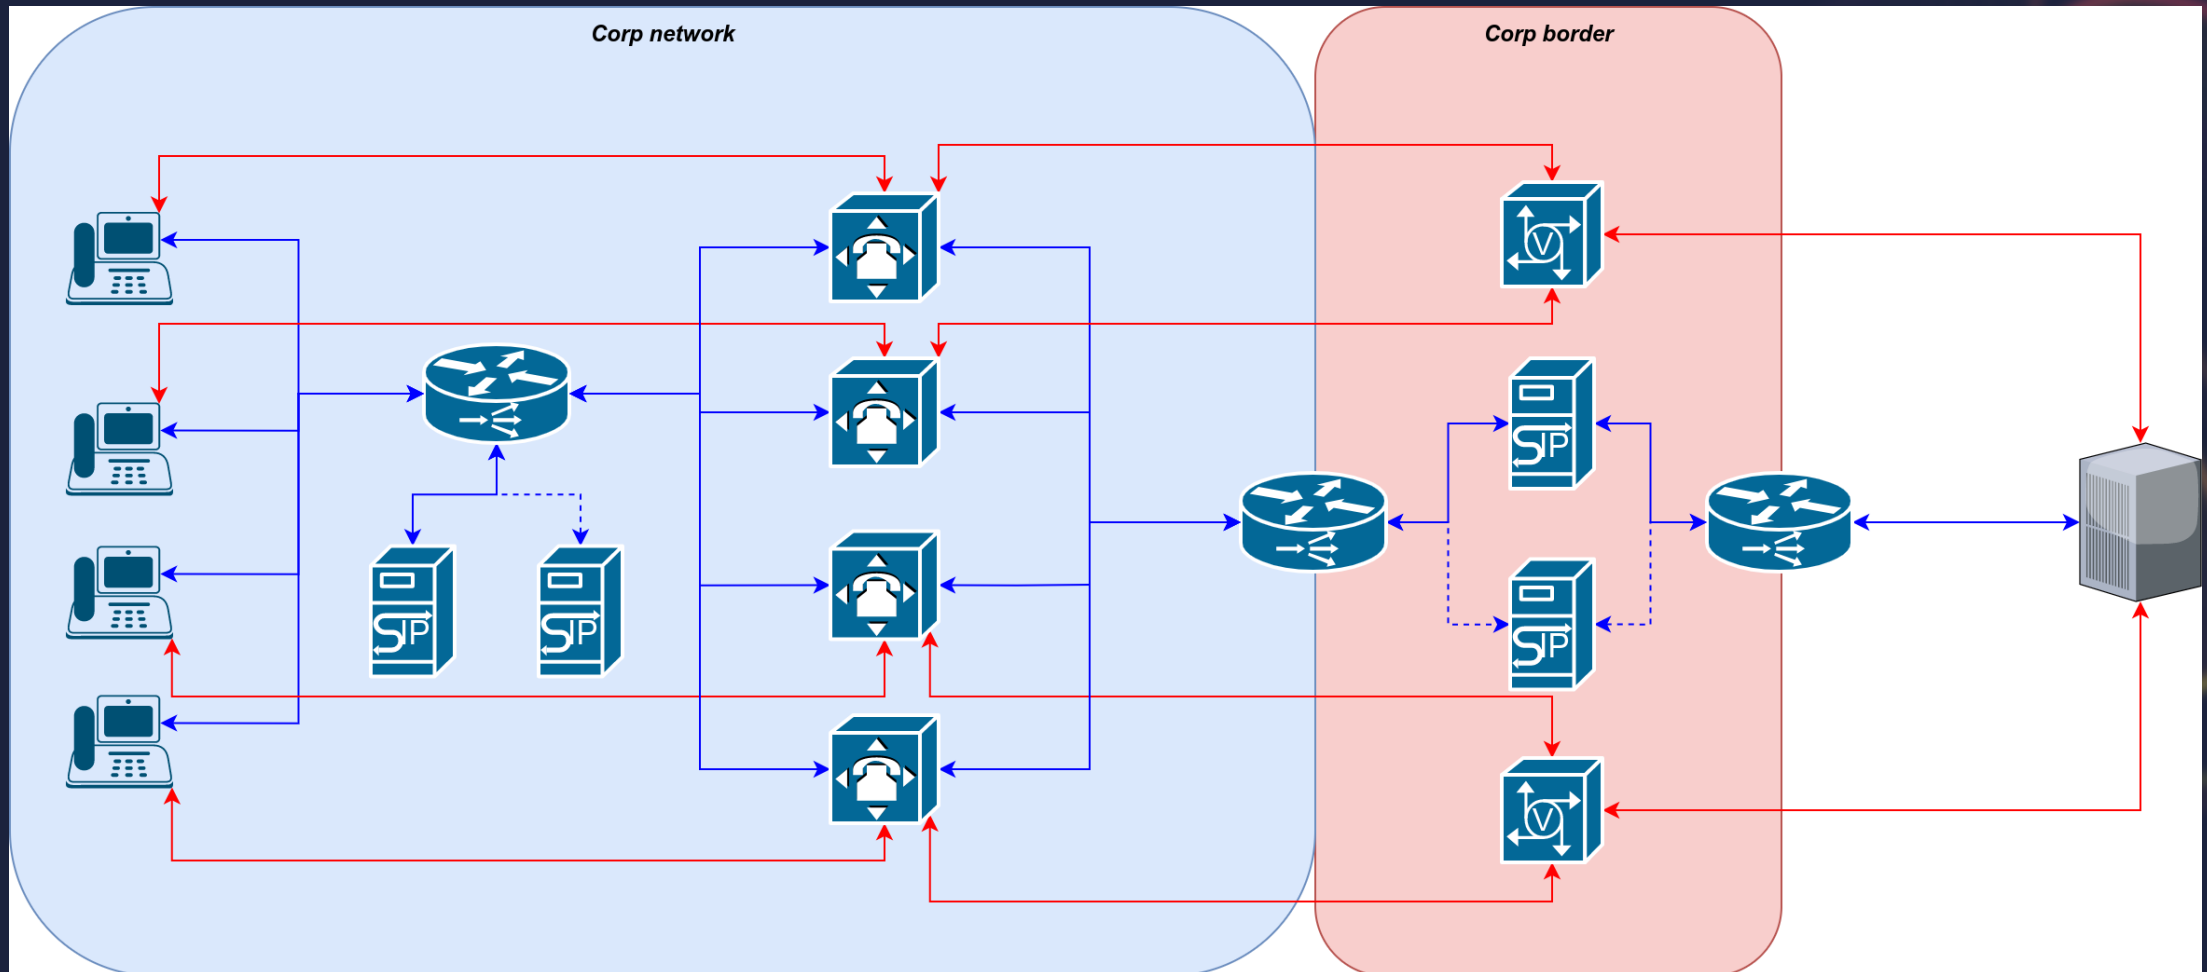 Corp network
Corp border
V
SIP
SIP
SIP
SIP
V